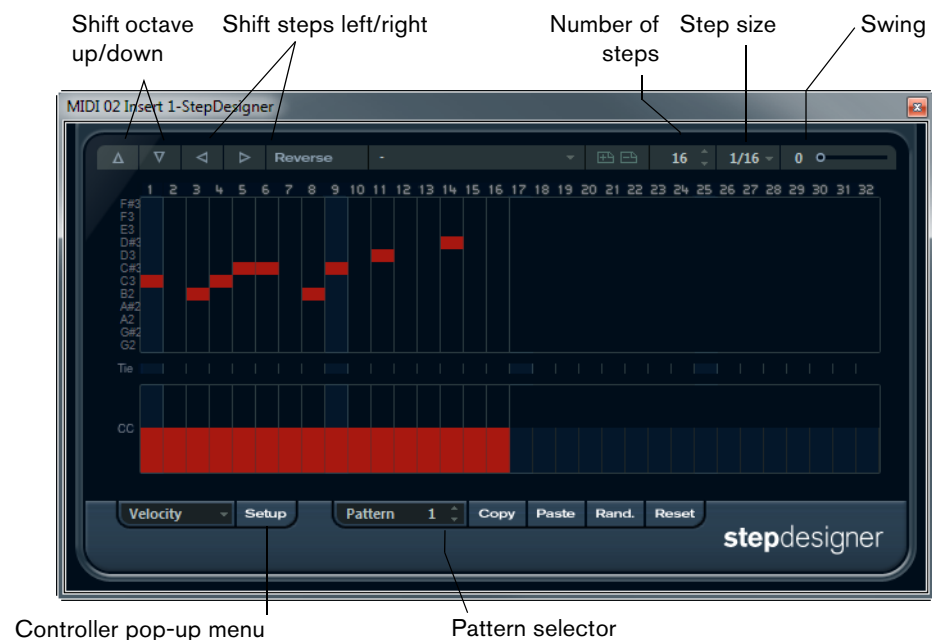 Shift octave up/down
Shift steps left/right
Number of steps
Step size
Swing
MIDI 02 Insert 1-StepDesigner
x
Reverse - 16 1/16 0
1 2 3 4 5 6 7 8 9 10 11 12 13 14 15 16 17 18 19 20 21 22 23 24 25 26 27 28 29 30 31 32
F#3
F3
E3
D#3
D3
C#3
C3
B2
A#2
A2
G#2
G2
Tie
CC
Velocity Setup Pattern 1 Copy Paste Rand. Reset
stepdesigner
Controller pop-up menu
Pattern selector